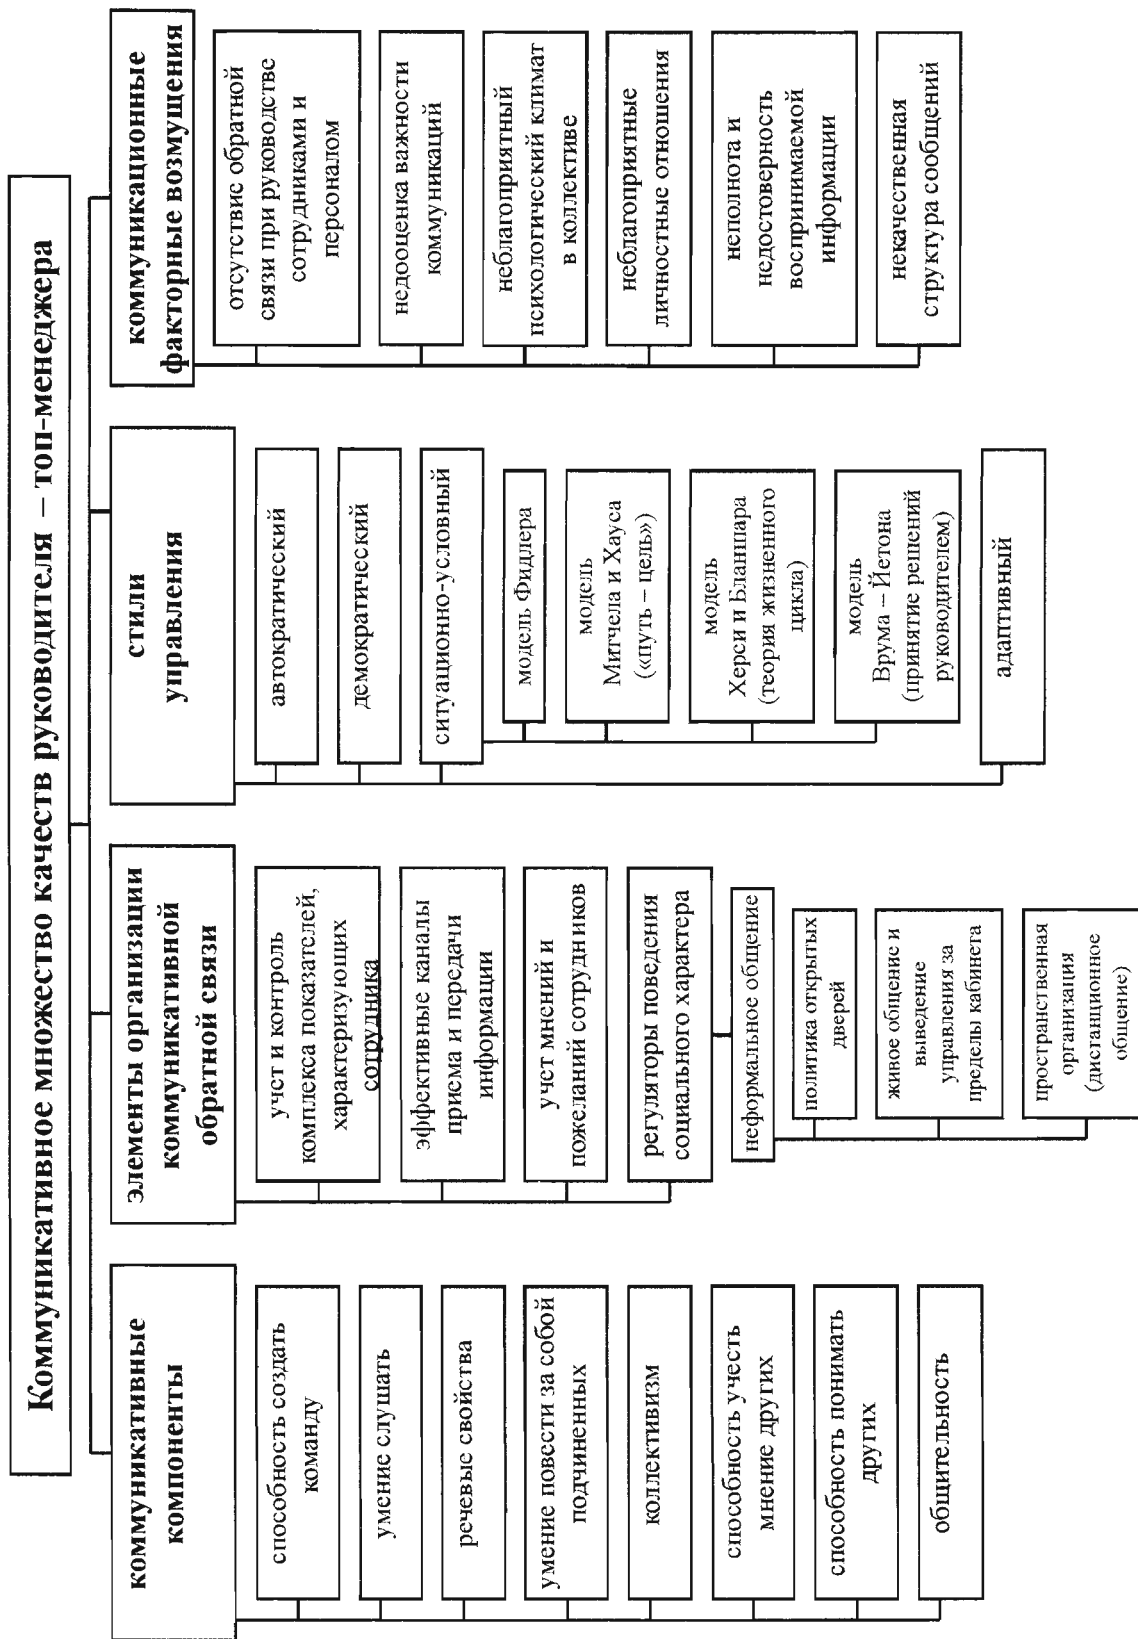 Коммуникативное множество качеств руководителя – топ-менеджера
коммуникативные
компоненты
способность создать
команду
умение слушать
речевые свойства
умение повести за собой
подчиненных
коллективизм
способность учесть
мнение других
способность понимать
других
общительность
элементы организации
коммуникативной
обратной связи
учет и контроль
комплекса показателей,
характеризующих
сотрудника
эффективные каналы
приема и передачи
информации
учет мнений и
пожеланий сотрудников
регуляторы поведения
социального характера
неформальное общение
политика открытых
дверей
живое общение и
выведение
управления за
пределы кабинета
пространственная
организация
(дистанционное
общение)
стили
управления
автократический
демократический
ситуационно-условный
модель Фидлера
модель
Митчела и Хауса
(«путь – цель»)
модель
Херси и Бланшара
(теория жизненного
цикла)
модель
Врума – Йетона
(принятие решений
руководителем)
адаптивный
коммуникационные
факторные возмущения
отсутствие обратной
связи при руководстве
сотрудниками и
персоналом
недооценка важности
коммуникаций
неблагоприятный
психологический климат
в коллективе
неблагоприятные
личностные отношения
неполнота и
недостоверность
воспринимаемой
информации
некачественная
структура сообщений